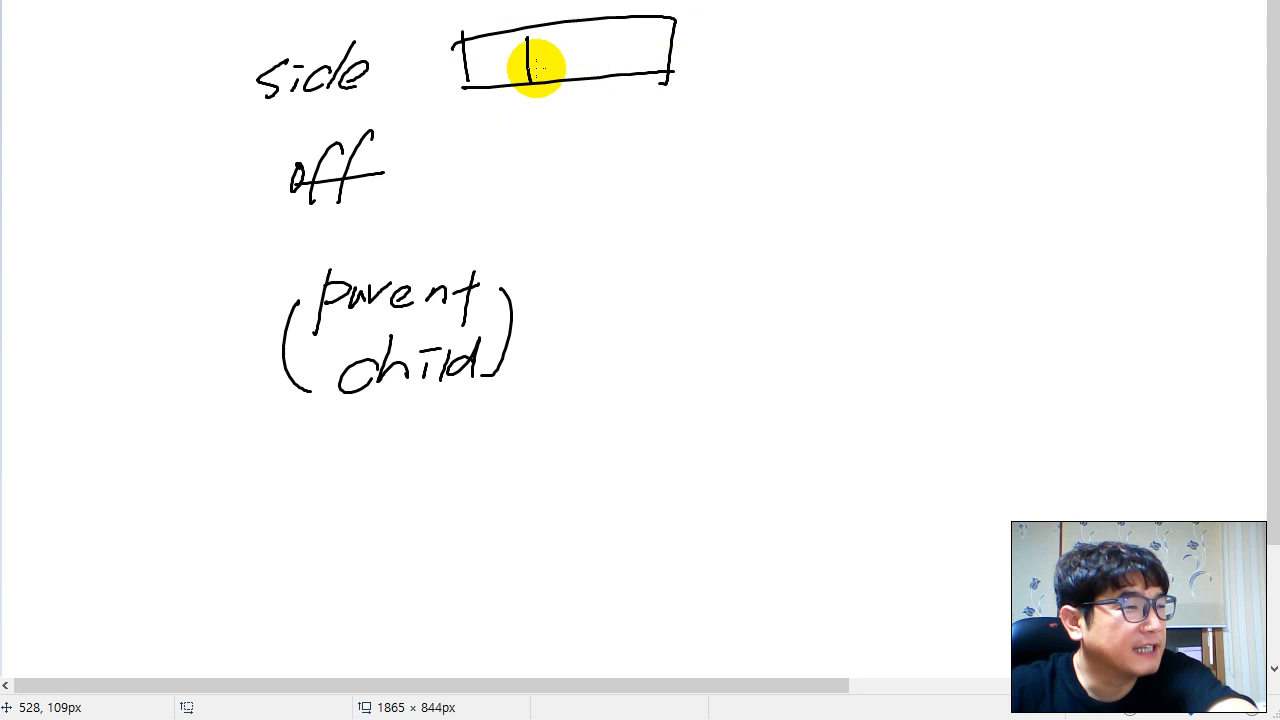 side
off
(parent
child)
528, 109px
1865 × 844px